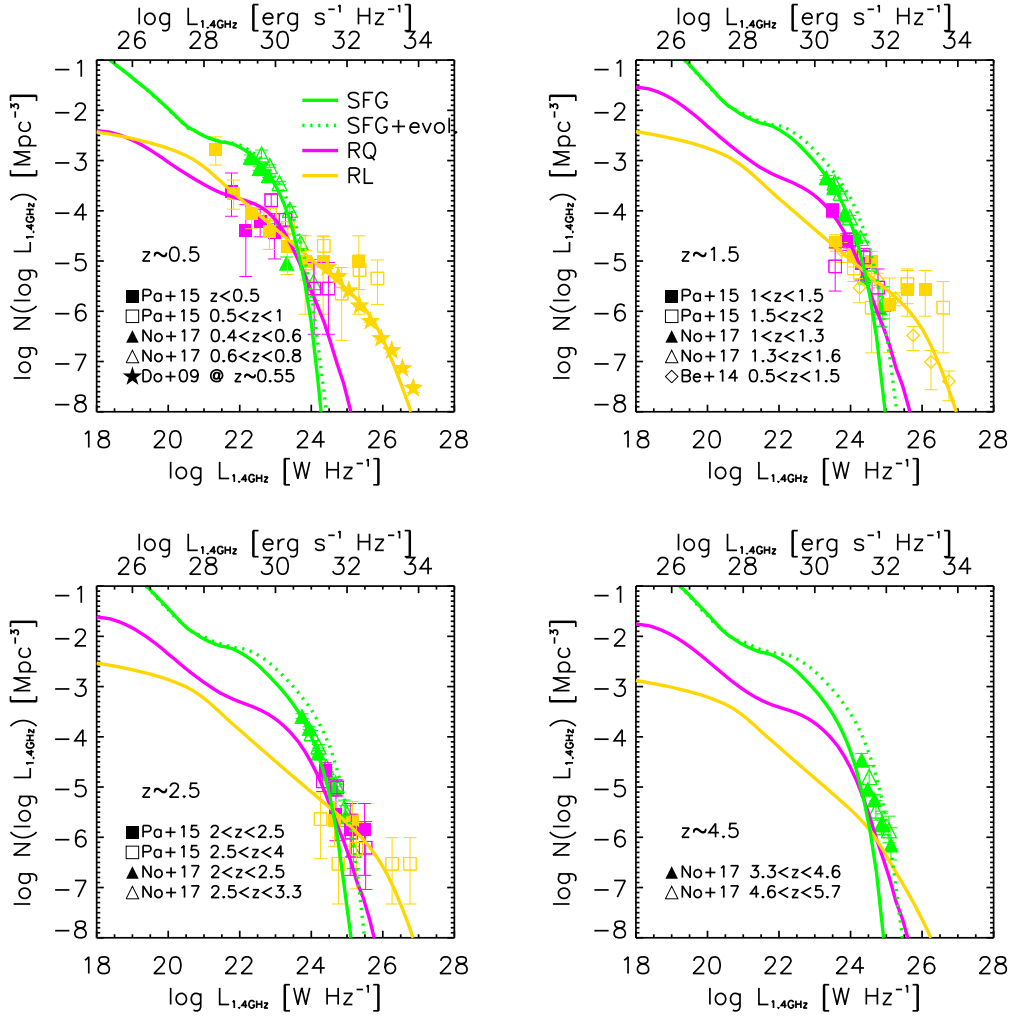 log L1.4GHz [erg s⁻¹ Hz⁻¹]
26 28 30 32 34
log N(log L1.4GHz) [Mpc⁻³]
−1
−2
−3
−4
−5
−6
−7
−8
SFG
SFG+evol.
RQ
RL
z~0.5
Pa+15 z<0.5
Pa+15 0.5<z<1
No+17 0.4<z<0.6
No+17 0.6<z<0.8
Do+09 @ z~0.55
18 20 22 24 26 28
log L1.4GHz [W Hz⁻¹]
log L1.4GHz [erg s⁻¹ Hz⁻¹]
26 28 30 32 34
log N(log L1.4GHz) [Mpc⁻³]
−1
−2
−3
−4
−5
−6
−7
−8
z~1.5
Pa+15 1<z<1.5
Pa+15 1.5<z<2
No+17 1<z<1.3
No+17 1.3<z<1.6
Be+14 0.5<z<1.5
18 20 22 24 26 28
log L1.4GHz [W Hz⁻¹]
log L1.4GHz [erg s⁻¹ Hz⁻¹]
26 28 30 32 34
log N(log L1.4GHz) [Mpc⁻³]
−1
−2
−3
−4
−5
−6
−7
−8
z~2.5
Pa+15 2<z<2.5
Pa+15 2.5<z<4
No+17 2<z<2.5
No+17 2.5<z<3.3
18 20 22 24 26 28
log L1.4GHz [W Hz⁻¹]
log L1.4GHz [erg s⁻¹ Hz⁻¹]
26 28 30 32 34
log N(log L1.4GHz) [Mpc⁻³]
−1
−2
−3
−4
−5
−6
−7
−8
z~4.5
No+17 3.3<z<4.6
No+17 4.6<z<5.7
18 20 22 24 26 28
log L1.4GHz [W Hz⁻¹]